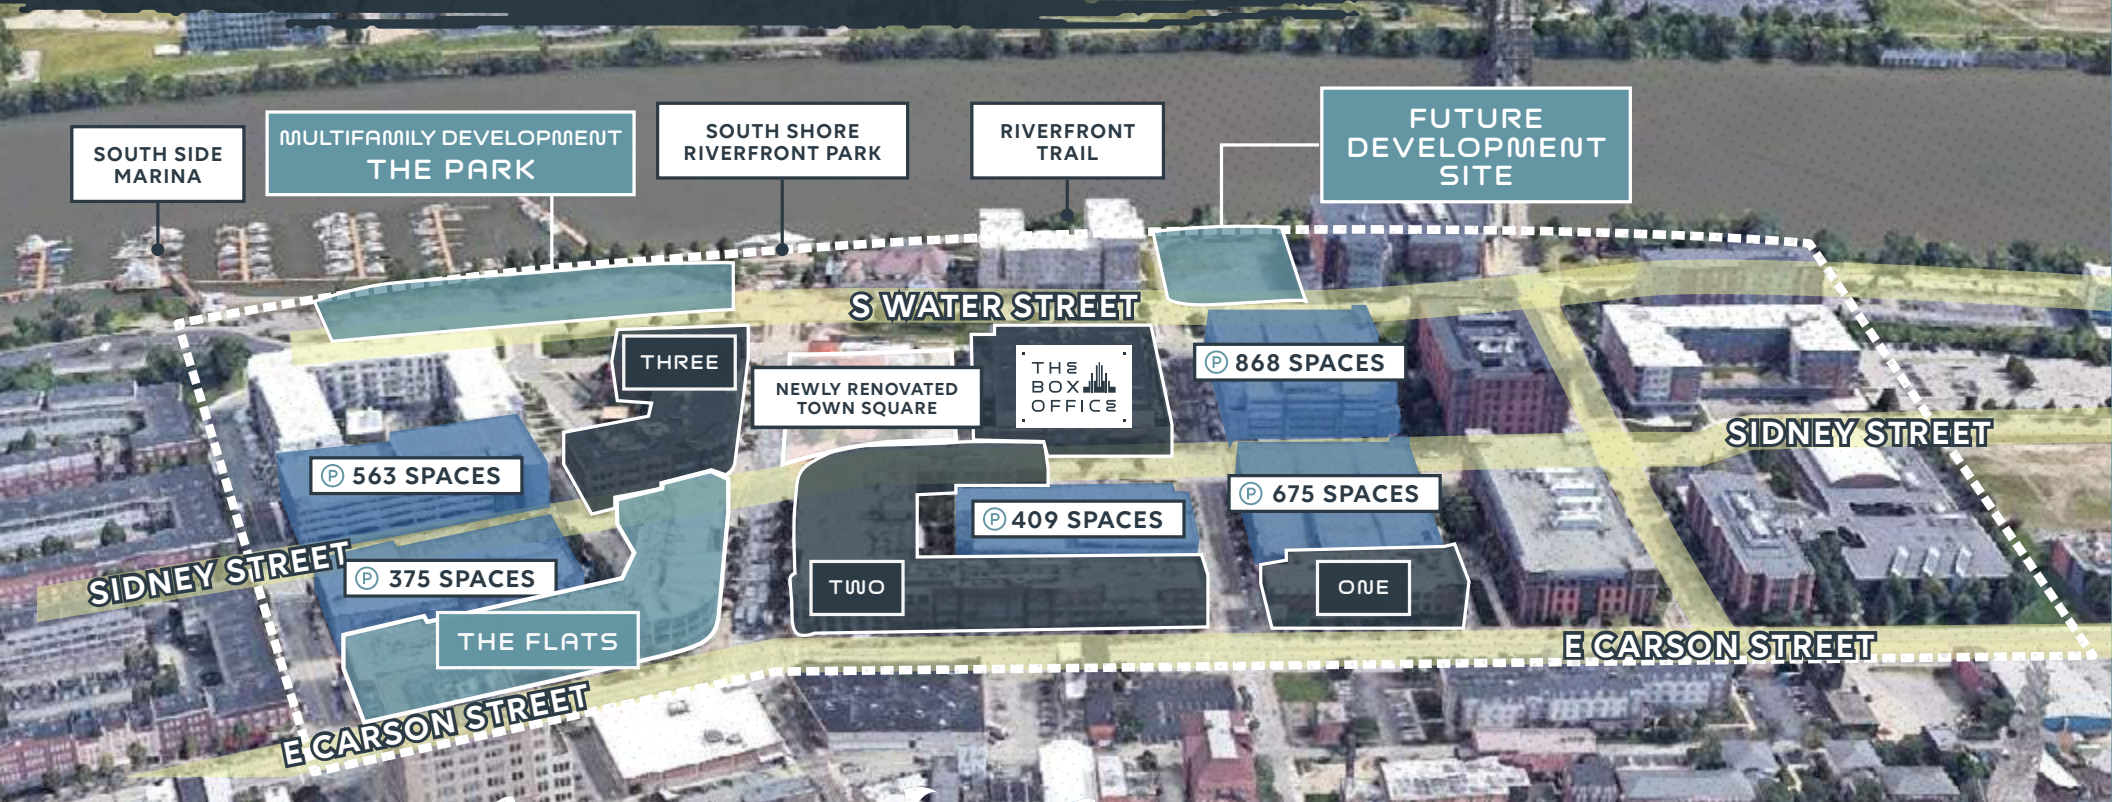 SOUTH SIDE
MARINA
MULTIFAMILY DEVELOPMENT
THE PARK
SOUTH SHORE
RIVERFRONT PARK
RIVERFRONT
TRAIL
FUTURE
DEVELOPMENT
SITE
S WATER STREET
THREE
NEWLY RENOVATED
TOWN SQUARE
THE
BOX
OFFICE
P 868 SPACES
SIDNEY STREET
P 563 SPACES
P 409 SPACES
P 675 SPACES
SIDNEY STREET
P 375 SPACES
TWO
ONE
THE FLATS
E CARSON STREET
E CARSON STREET